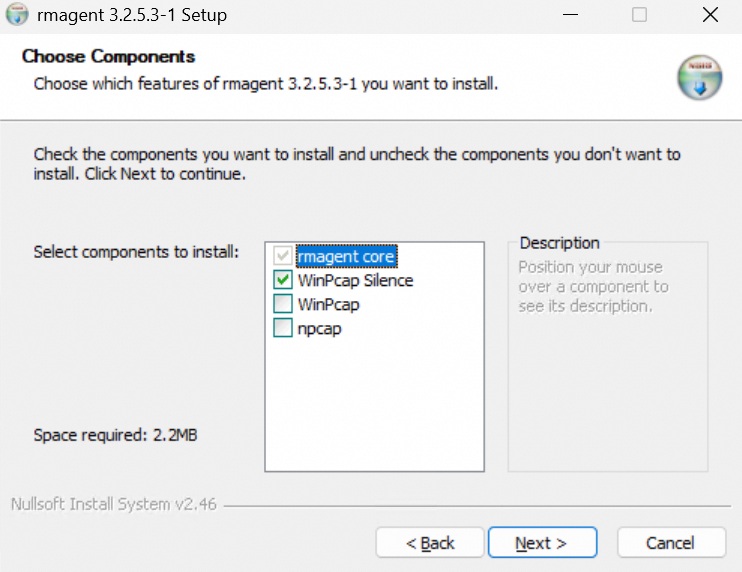 rmagent 3.2.5.3-1 Setup
Choose Components
Choose which features of rmagent 3.2.5.3-1 you want to install.
Check the components you want to install and uncheck the components you don't want to
install. Click Next to continue.
Select components to install:
rmagent core
WinPcap Silence
WinPcap
npcap
Description
Position your mouse
over a component to
see its description.
Space required: 2.2MB
Nullsoft Install System v2.46
< Back
Next >
Cancel